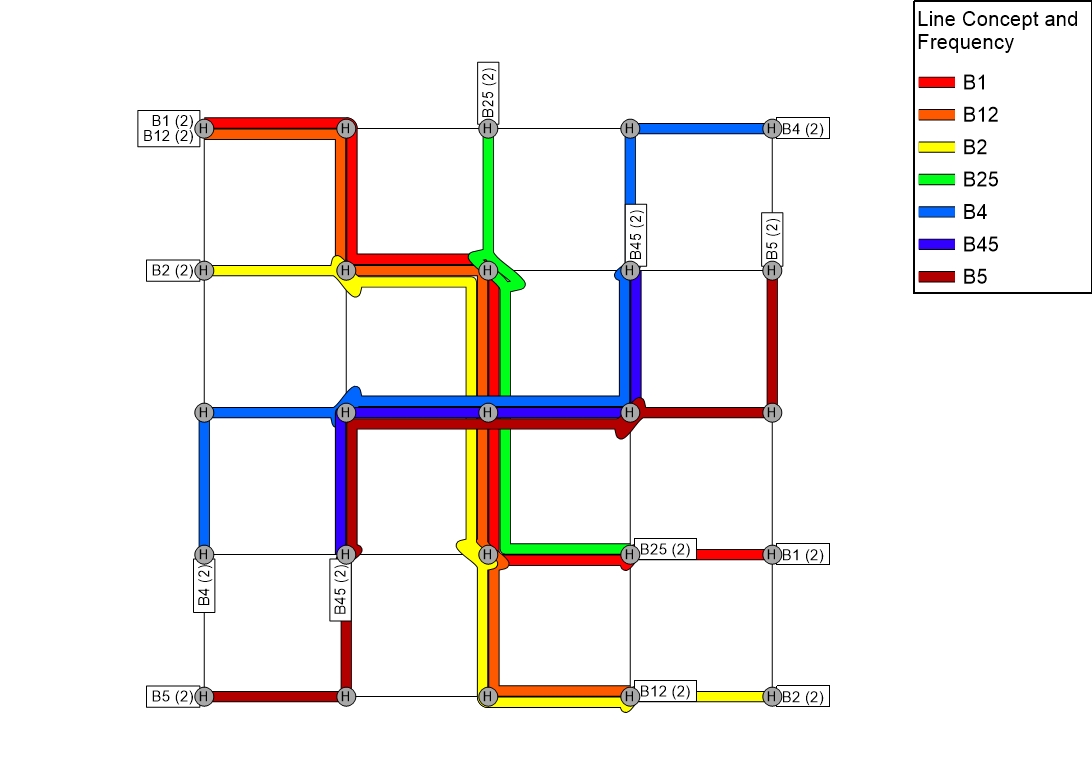 Line Concept and
Frequency
B1
B12
B2
B25
B4
B45
B5
B25 (2)
B1 (2)
B12 (2)
H
H
H
H
H
B4 (2)
B45 (2)
B5 (2)
B2 (2)
H
H
H
H
H
H
H
H
H
H
H
H
H
H
B25 (2)
H
B1 (2)
B4 (2)
B45 (2)
B5 (2)
H
H
H
H
B12 (2)
H
B2 (2)